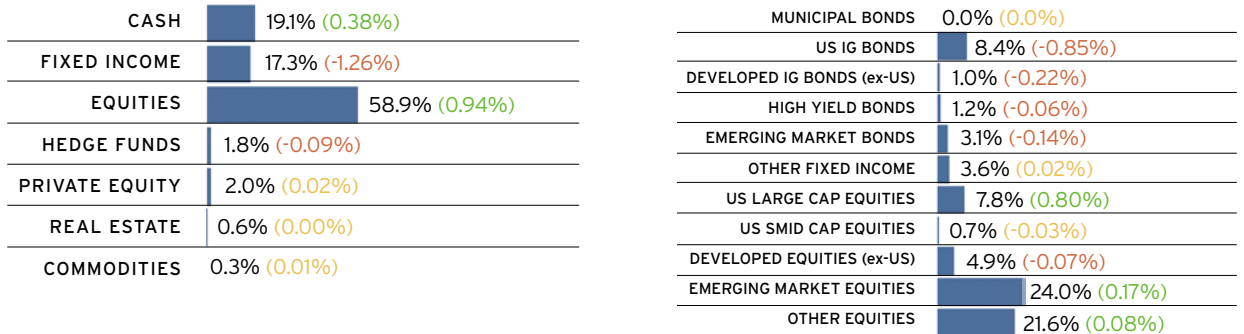 CASH 19.1% (0.38%)
FIXED INCOME 17.3% (-1.26%)
EQUITIES 58.9% (0.94%)
HEDGE FUNDS 1.8% (-0.09%)
PRIVATE EQUITY 2.0% (0.02%)
REAL ESTATE 0.6% (0.00%)
COMMODITIES 0.3% (0.01%)
MUNICIPAL BONDS 0.0% (0.0%)
US IG BONDS 8.4% (-0.85%)
DEVELOPED IG BONDS (ex-US) 1.0% (-0.22%)
HIGH YIELD BONDS 1.2% (-0.06%)
EMERGING MARKET BONDS 3.1% (-0.14%)
OTHER FIXED INCOME 3.6% (0.02%)
US LARGE CAP EQUITIES 7.8% (0.80%)
US SMID CAP EQUITIES 0.7% (-0.03%)
DEVELOPED EQUITIES (ex-US) 4.9% (-0.07%)
EMERGING MARKET EQUITIES 24.0% (0.17%)
OTHER EQUITIES 21.6% (0.08%)